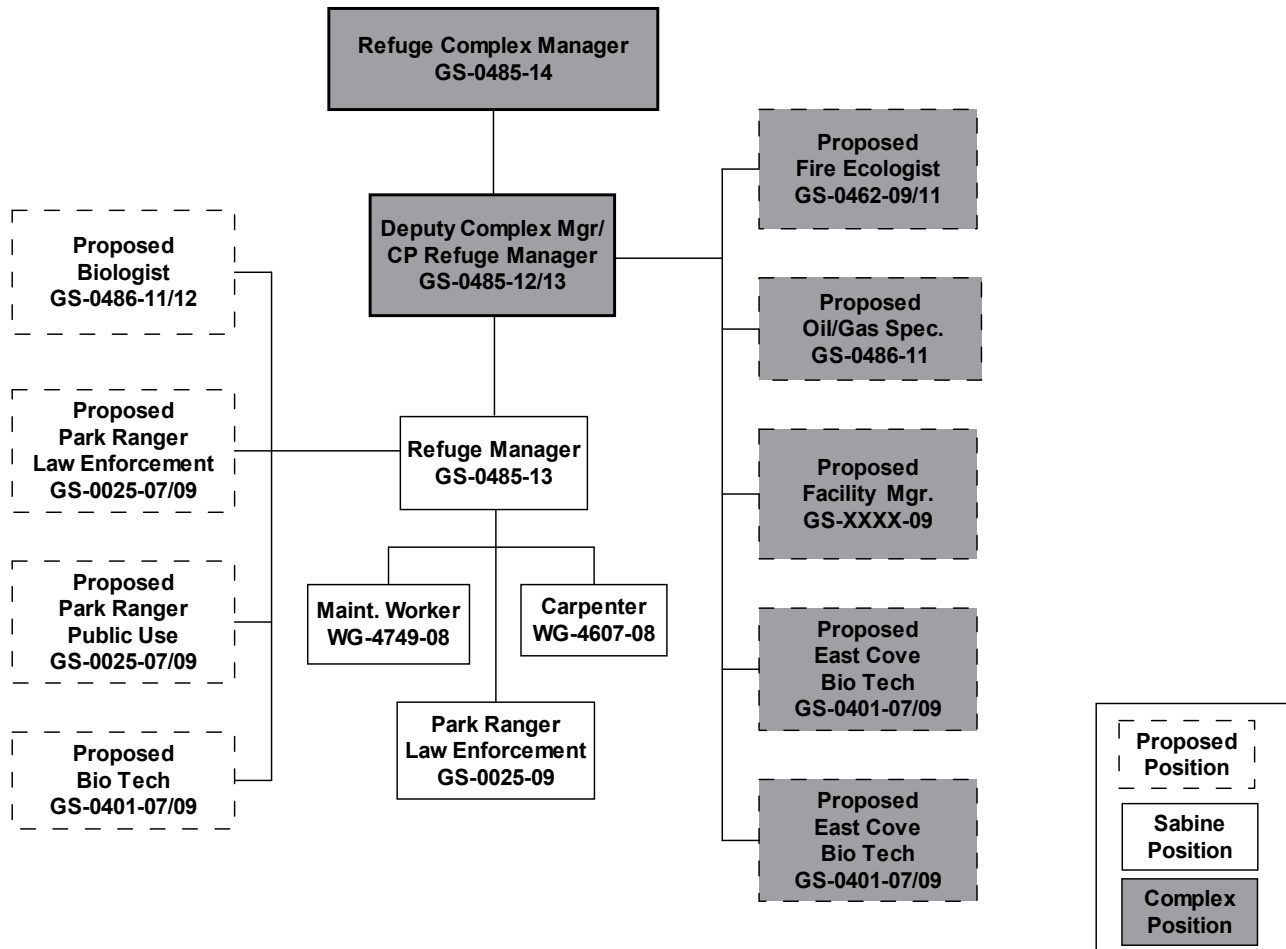 Refuge Complex Manager
GS-0485-14
Deputy Complex Mgr/
CP Refuge Manager
GS-0485-12/13
Proposed
Biologist
GS-0486-11/12
Proposed
Park Ranger
Law Enforcement
GS-0025-07/09
Proposed
Park Ranger
Public Use
GS-0025-07/09
Proposed
Bio Tech
GS-0401-07/09
Refuge Manager
GS-0485-13
Maint. Worker
WG-4749-08
Carpenter
WG-4607-08
Park Ranger
Law Enforcement
GS-0025-09
Proposed
Fire Ecologist
GS-0462-09/11
Proposed
Oil/Gas Spec.
GS-0486-11
Proposed
Facility Mgr.
GS-XXXX-09
Proposed
East Cove
Bio Tech
GS-0401-07/09
Proposed
East Cove
Bio Tech
GS-0401-07/09
Proposed
Position
Sabine
Position
Complex
Position